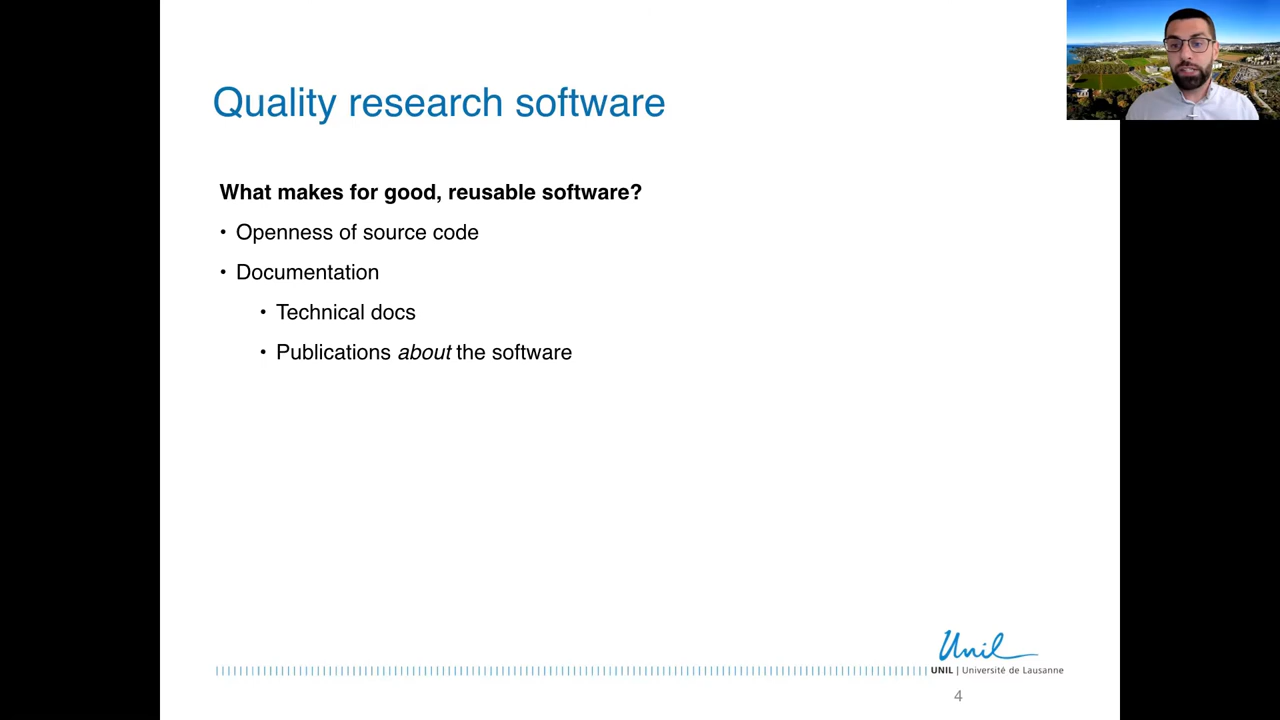 Quality research software
What makes for good, reusable software?
• Openness of source code
• Documentation
• Technical docs
• Publications about the software
Unil
UNIL | Université de Lausanne
4